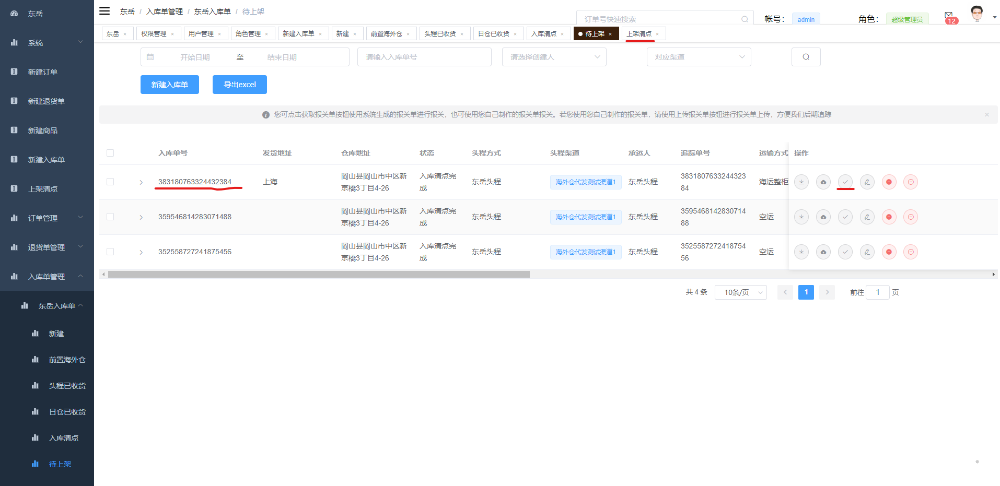 东岳
系统
新建订单
新建退货单
新建商品
新建入库单
上架清点
订单管理
退货单管理
入库单管理
东岳入库单
新建
前置海外仓
头程已收货
日仓已收货
入库清点
待上架
东岳 / 入库单管理 / 东岳入库单 / 待上架
订单号快速搜索
帐号： admin
角色： 超级管理员
12
东岳 × 权限管理 × 用户管理 × 角色管理 × 新建入库单 × 新建 × 前置海外仓 × 头程已收货 × 日仓已收货 × 入库清点 × 待上架 × 上架清点 ×
开始日期 至 结束日期 请输入入库单号 请选择创建人 对应渠道
新建入库单 导出excel
您可点击获取报关单按钮使用系统生成的报关单进行报关，也可使用您自己制作的报关单报关。若您使用您自己制作的报关单，请使用上传报关单按钮进行报关单上传，方便我们后期追踪
入库单号 发货地址 仓库地址 状态 头程方式 头程渠道 承运人 追踪单号 运输方式 操作
383180763324432384 上海 岡山县岡山市中区新 入库清点完 东岳头程 海外仓代发测试渠道1 东岳头程 3831807633244323 海运整柜
京橋3丁目4-26 成 84
359546814283071488 岡山县岡山市中区新 入库清点完 东岳头程 海外仓代发测试渠道1 东岳头程 3595468142830714 空运
京橋3丁目4-26 成 88
352558727241875456 岡山县岡山市中区新 入库清点完 东岳头程 海外仓代发测试渠道1 东岳头程 3525587272418754 空运
京橋3丁目4-26 成 56
共 4 条 10条/页 1 前往 1 页